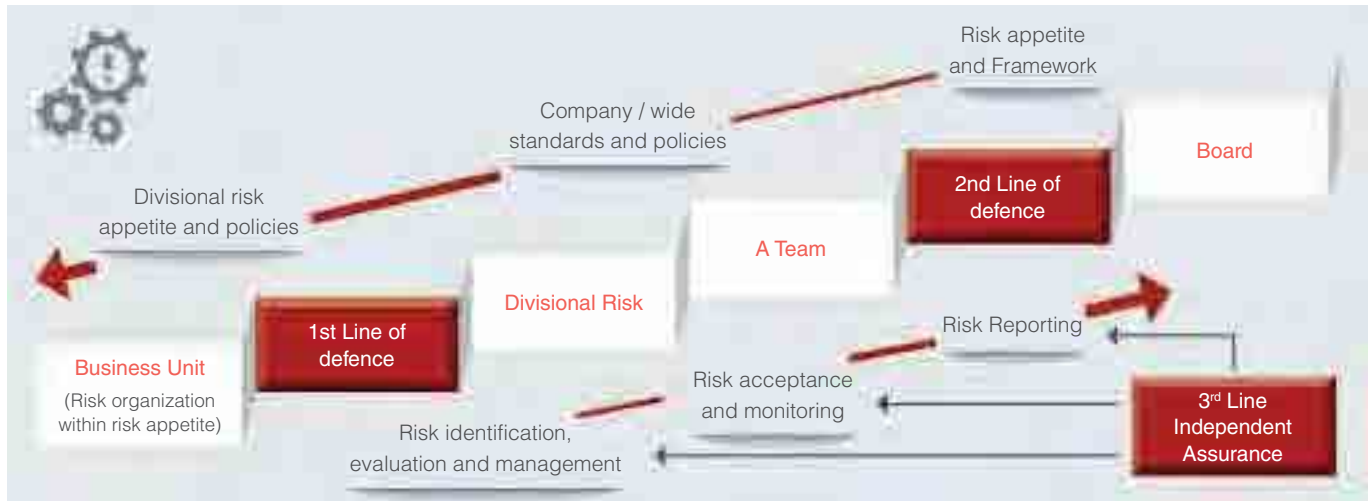 Risk appetite
and Framework
Company / wide
standards and policies
Divisional risk
appetite and policies
Board
2nd Line of
defence
A Team
Divisional Risk
1st Line of
defence
Business Unit
(Risk organization
within risk appetite)
Risk Reporting
Risk acceptance
and monitoring
Risk identification,
evaluation and management
3rd Line
Independent
Assurance